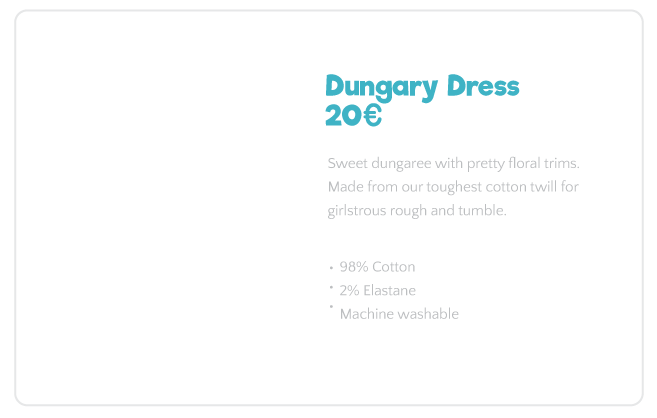 Dungary Dress
20€
Sweet dungaree with pretty floral trims.
Made from our toughest cotton twill for
girlstrous rough and tumble.
• 98% Cotton
• 2% Elastane
• Machine washable